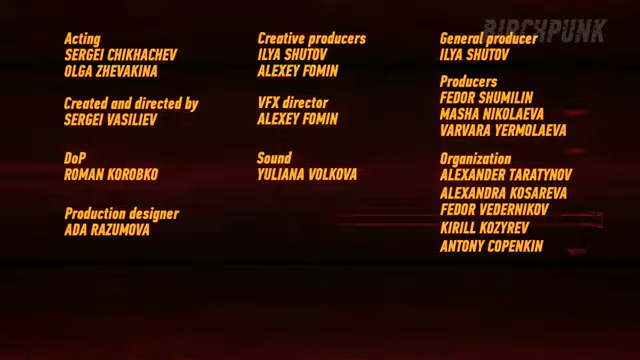 BIRCHPUNK
Acting
SERGEI CHIKHACHEV
OLGA ZHEVAKINA
Created and directed by
SERGEI VASILIEV
DoP
ROMAN KOROBKO
Production designer
ADA RAZUMOVA
Creative producers
ILYA SHUTOV
ALEXEY FOMIN
VFX director
ALEXEY FOMIN
Sound
YULIANA VOLKOVA
General producer
ILYA SHUTOV
Producers
FEDOR SHUMILIN
MASHA NIKOLAEVA
VARVARA YERMOLAEVA
Organization
ALEXANDER TARATYNOV
ALEXANDRA KOSAREVA
FEDOR VEDERNIKOV
KIRILL KOZYREV
ANTONY COPENKIN